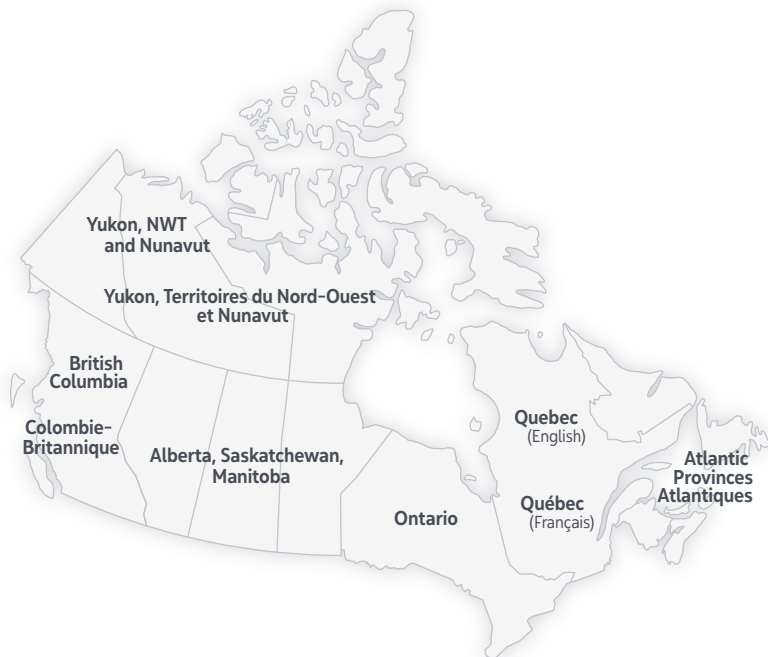 Yukon, NWT
and Nunavut
Yukon, Territoires du Nord-Ouest
et Nunavut
British
Columbia
Colombie-
Britannique
Alberta, Saskatchewan,
Manitoba
Ontario
Quebec
(English)
Québec
(Français)
Atlantic
Provinces
Atlantiques